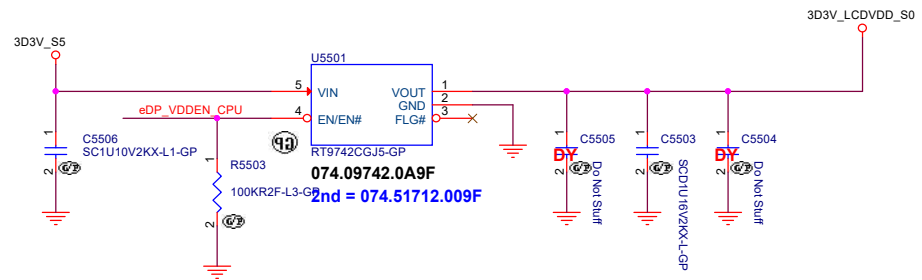 3D3V_LCDVDD_S0
3D3V_S5
U5501
5 VIN VOUT 1
GND 2
eDP_VDDEN_CPU 4 EN/EN# FLG# 3
RT9742CGJ5-GP
074.09742.0A9F
2nd = 074.51712.009F
1
C5506
SC1U10V2KX-L1-GP
2
1
R5503
100KR2F-L3-GP
2
1
C5505
DY
2
Do Not Stuff
1
C5503
2
SCD1U16V2KX-L-GP
1
C5504
DY
2
Do Not Stuff